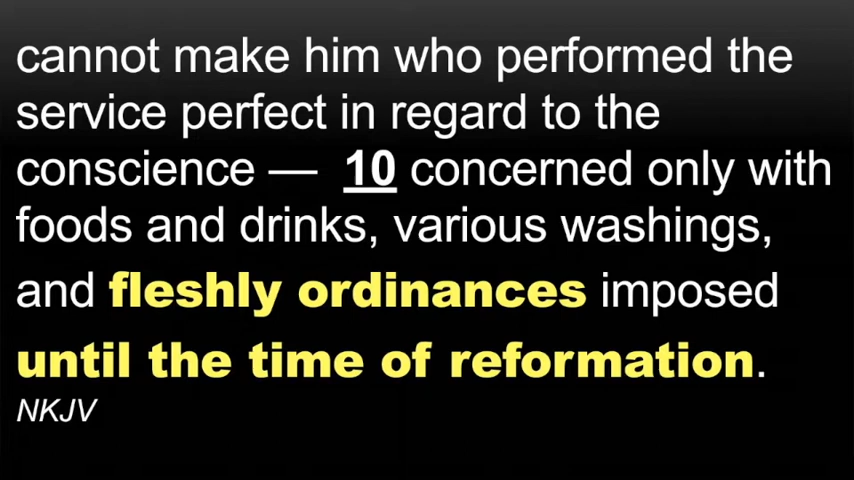 cannot make him who performed the
service perfect in regard to the
conscience — 10 concerned only with
foods and drinks, various washings,
and fleshly ordinances imposed
until the time of reformation.
NKJV